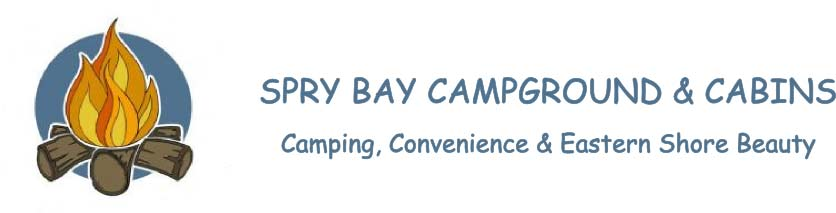 SPRY BAY CAMPGROUND & CABINS
Camping, Convenience & Eastern Shore Beauty